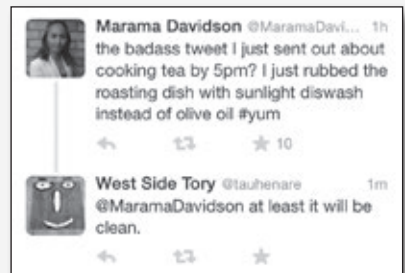 Marama Davidson @MaramaDavi... 1h
the badass tweet I just sent out about
cooking tea by 5pm? I just rubbed the
roasting dish with sunlight diswash
instead of olive oil #yum
10
West Side Tory @tauhenare 1m
@MaramaDavidson at least it will be
clean.